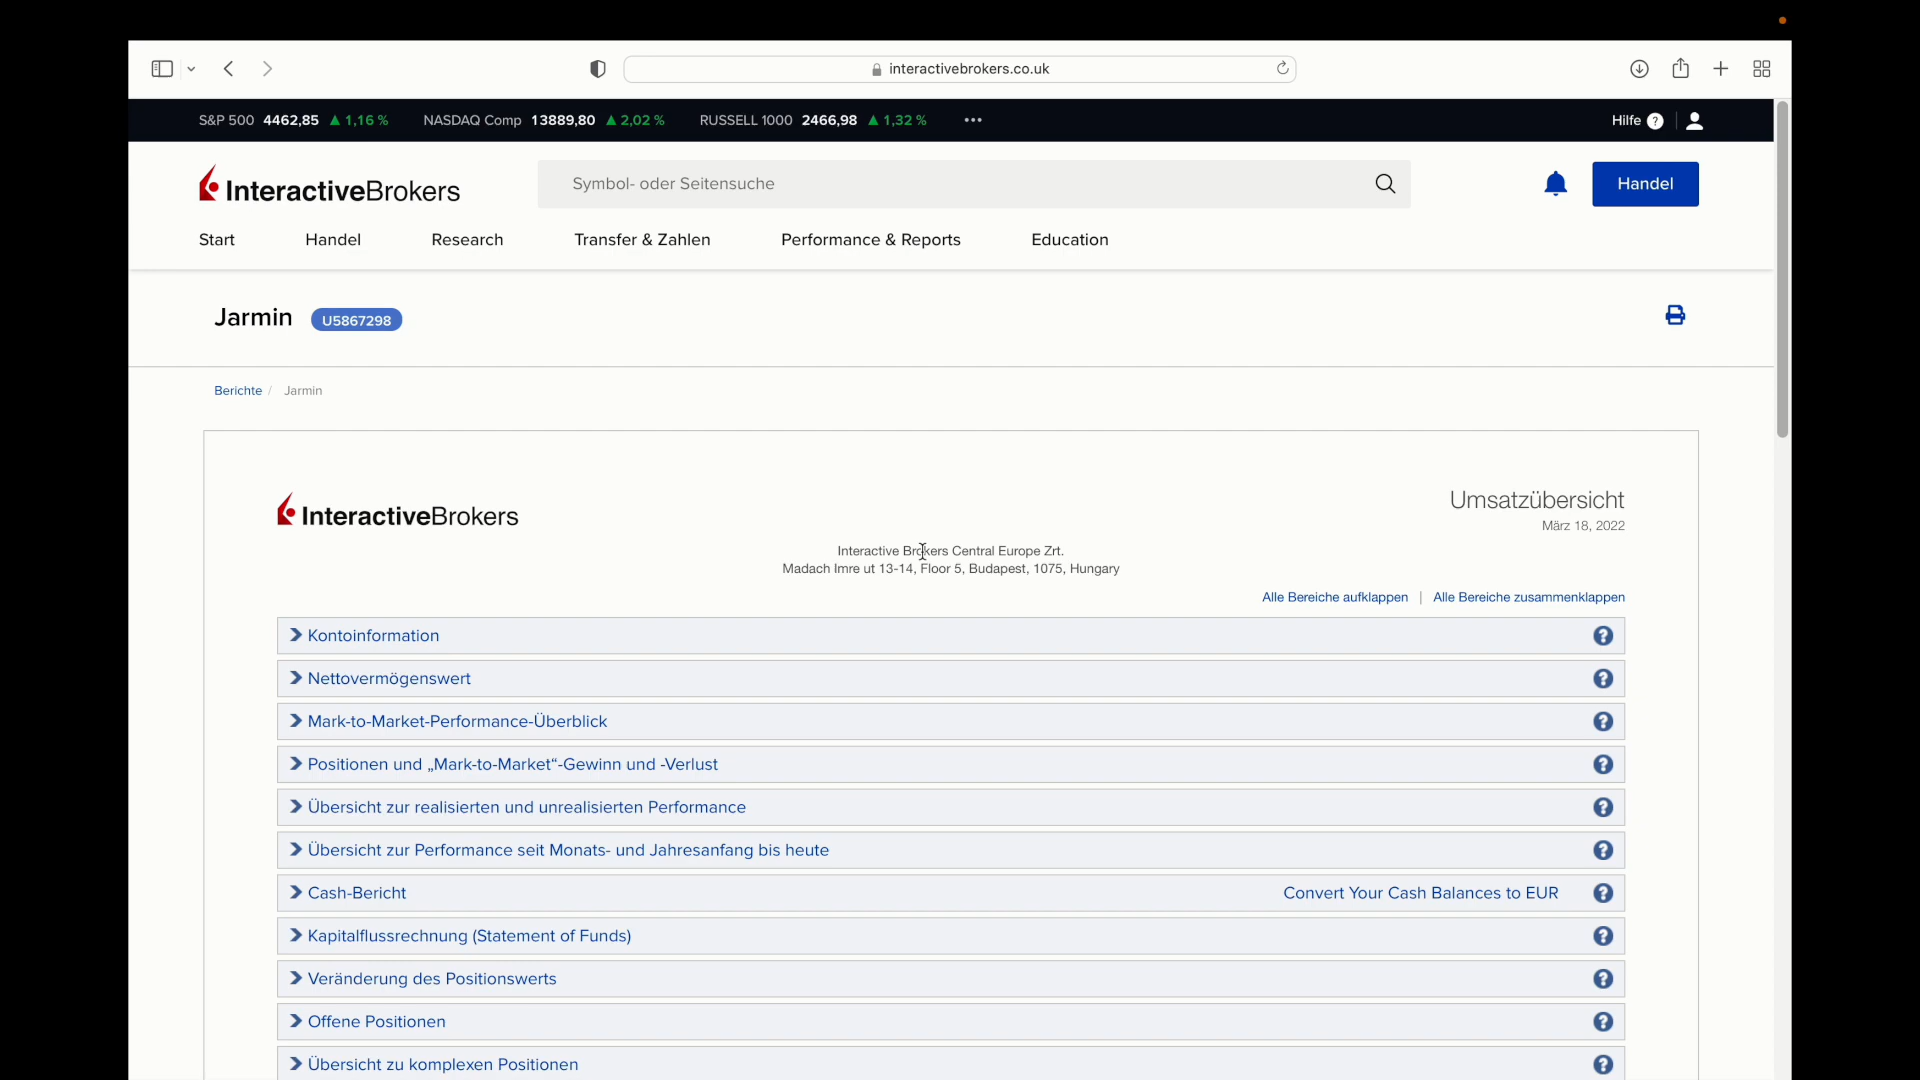 interactivebrokers.co.uk
S&P 500 4462,85 ▲ 1,16 % NASDAQ Comp 13889,80 ▲ 2,02 % RUSSELL 1000 2466,98 ▲ 1,32 % ••• Hilfe ?
InteractiveBrokers Symbol- oder Seitensuche Handel
Start Handel Research Transfer & Zahlen Performance & Reports Education
Jarmin U5867298
Berichte / Jarmin
InteractiveBrokers
Umsatzübersicht
März 18, 2022
Interactive Brokers Central Europe Zrt.
Madach Imre ut 13-14, Floor 5, Budapest, 1075, Hungary
Alle Bereiche aufklappen | Alle Bereiche zusammenklappen
Kontoinformation ?
Nettovermögenswert ?
Mark-to-Market-Performance-Überblick ?
Positionen und „Mark-to-Market“-Gewinn und -Verlust ?
Übersicht zur realisierten und unrealisierten Performance ?
Übersicht zur Performance seit Monats- und Jahresanfang bis heute ?
Cash-Bericht Convert Your Cash Balances to EUR ?
Kapitalflussrechnung (Statement of Funds) ?
Veränderung des Positionswerts ?
Offene Positionen ?
Übersicht zu komplexen Positionen ?